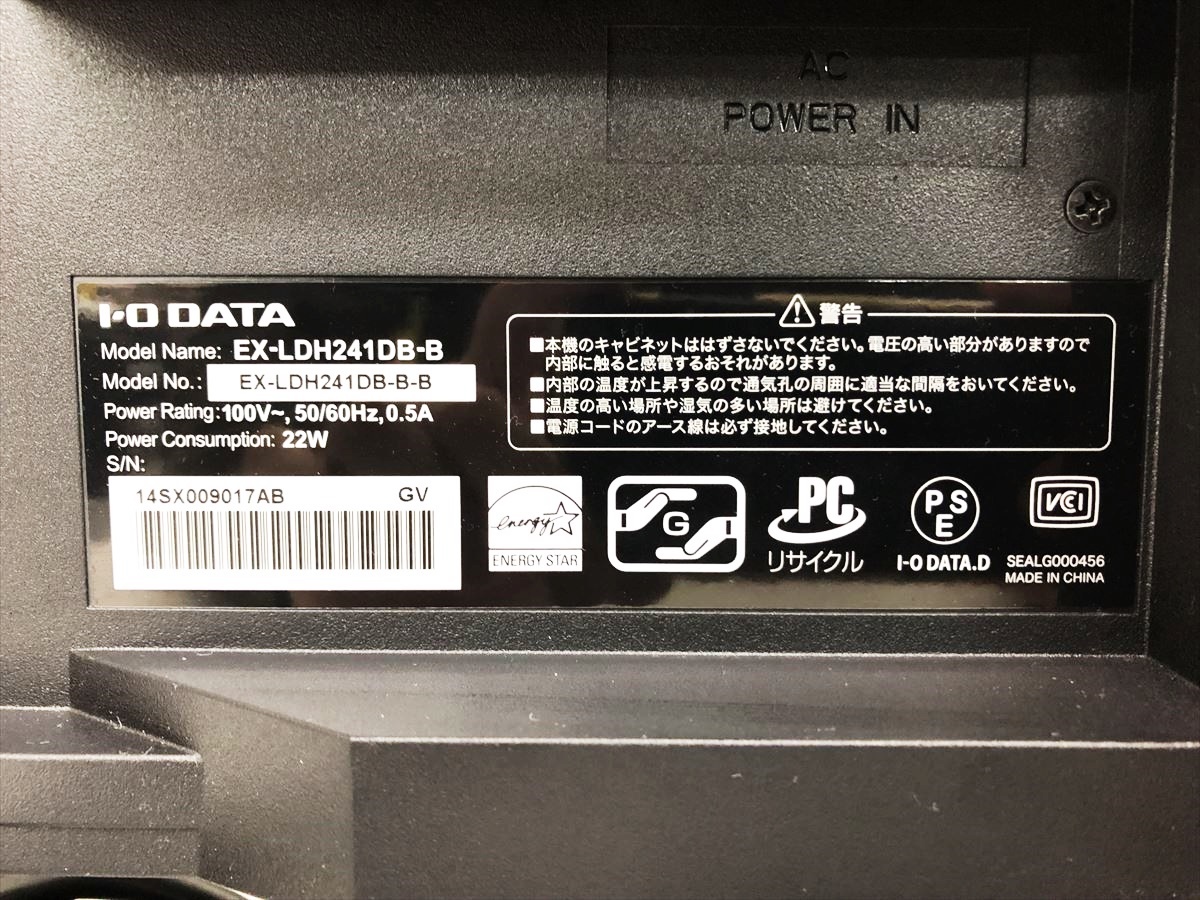 AC
POWER IN
I-O DATA
Model Name: EX-LDH241DB-B
Model No.: EX-LDH241DB-B-B
Power Rating: 100V~, 50/60Hz, 0.5A
Power Consumption: 22W
S/N:
14SX009017AB GV
警告
■本機のキャビネットははずさないでください。電圧の高い部分がありますので
内部に触ると感電するおそれがあります。
■内部の温度が上昇するので通気孔の周囲に適当な間隔をおいてください。
■温度の高い場所や湿気の多い場所は避けてください。
■電源コードのアース線は必ず接地してください。
energy
ENERGY STAR
G
PC
リサイクル
PSE
I-O DATA.D
VCCI
SEALG000456
MADE IN CHINA